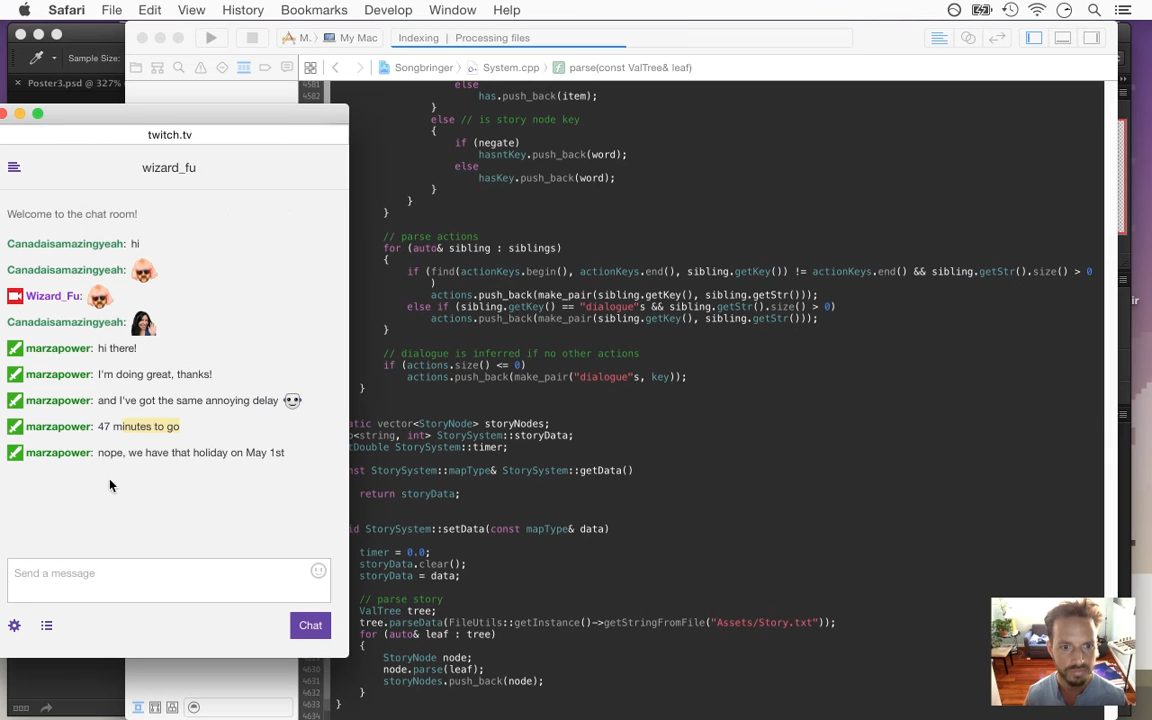 Safari File Edit View History Bookmarks Develop Window Help
Sample Size:
M. My Mac
Indexing | Processing files
Poster3.psd @ 327%
Songbringer System.cpp parse(const ValTree& leaf)
twitch.tv
wizard_fu
Welcome to the chat room!
Canadaisamazingyeah: hi
Canadaisamazingyeah:
Wizard_Fu:
Canadaisamazingyeah:
marzapower: hi there!
marzapower: I'm doing great, thanks!
marzapower: and I've got the same annoying delay
marzapower: 47 minutes to go
marzapower: nope, we have that holiday on May 1st
Send a message
Chat
4581 else
4582 has.push_back(item);
}
else // is story node key
{
if (negate)
hasntKey.push_back(word);
else
hasKey.push_back(word);
}
}
}
// parse actions
for (auto& sibling : siblings)
{
if (find(actionKeys.begin(), actionKeys.end(), sibling.getKey()) != actionKeys.end() && sibling.getStr().size() > 0
)
actions.push_back(make_pair(sibling.getKey(), sibling.getStr()));
else if (sibling.getKey() == "dialogue"s && sibling.getStr().size() > 0)
actions.push_back(make_pair(sibling.getKey(), sibling.getStr()));
}
// dialogue is inferred if no other actions
if (actions.size() <= 0)
actions.push_back(make_pair("dialogue"s, key));
}
atic vector<StoryNode> storyNodes;
p<string, int> StorySystem::storyData;
tDouble StorySystem::timer;
nst StorySystem::mapType& StorySystem::getData()
return storyData;
id StorySystem::setData(const mapType& data)
timer = 0.0;
storyData.clear();
storyData = data;
// parse story
ValTree tree;
tree.parseData(FileUtils::getInstance()->getStringFromFile("Assets/Story.txt"));
for (auto& leaf : tree)
{
StoryNode node;
4630 node.parse(leaf);
4631 storyNodes.push_back(node);
4632 }
4633 }
4634